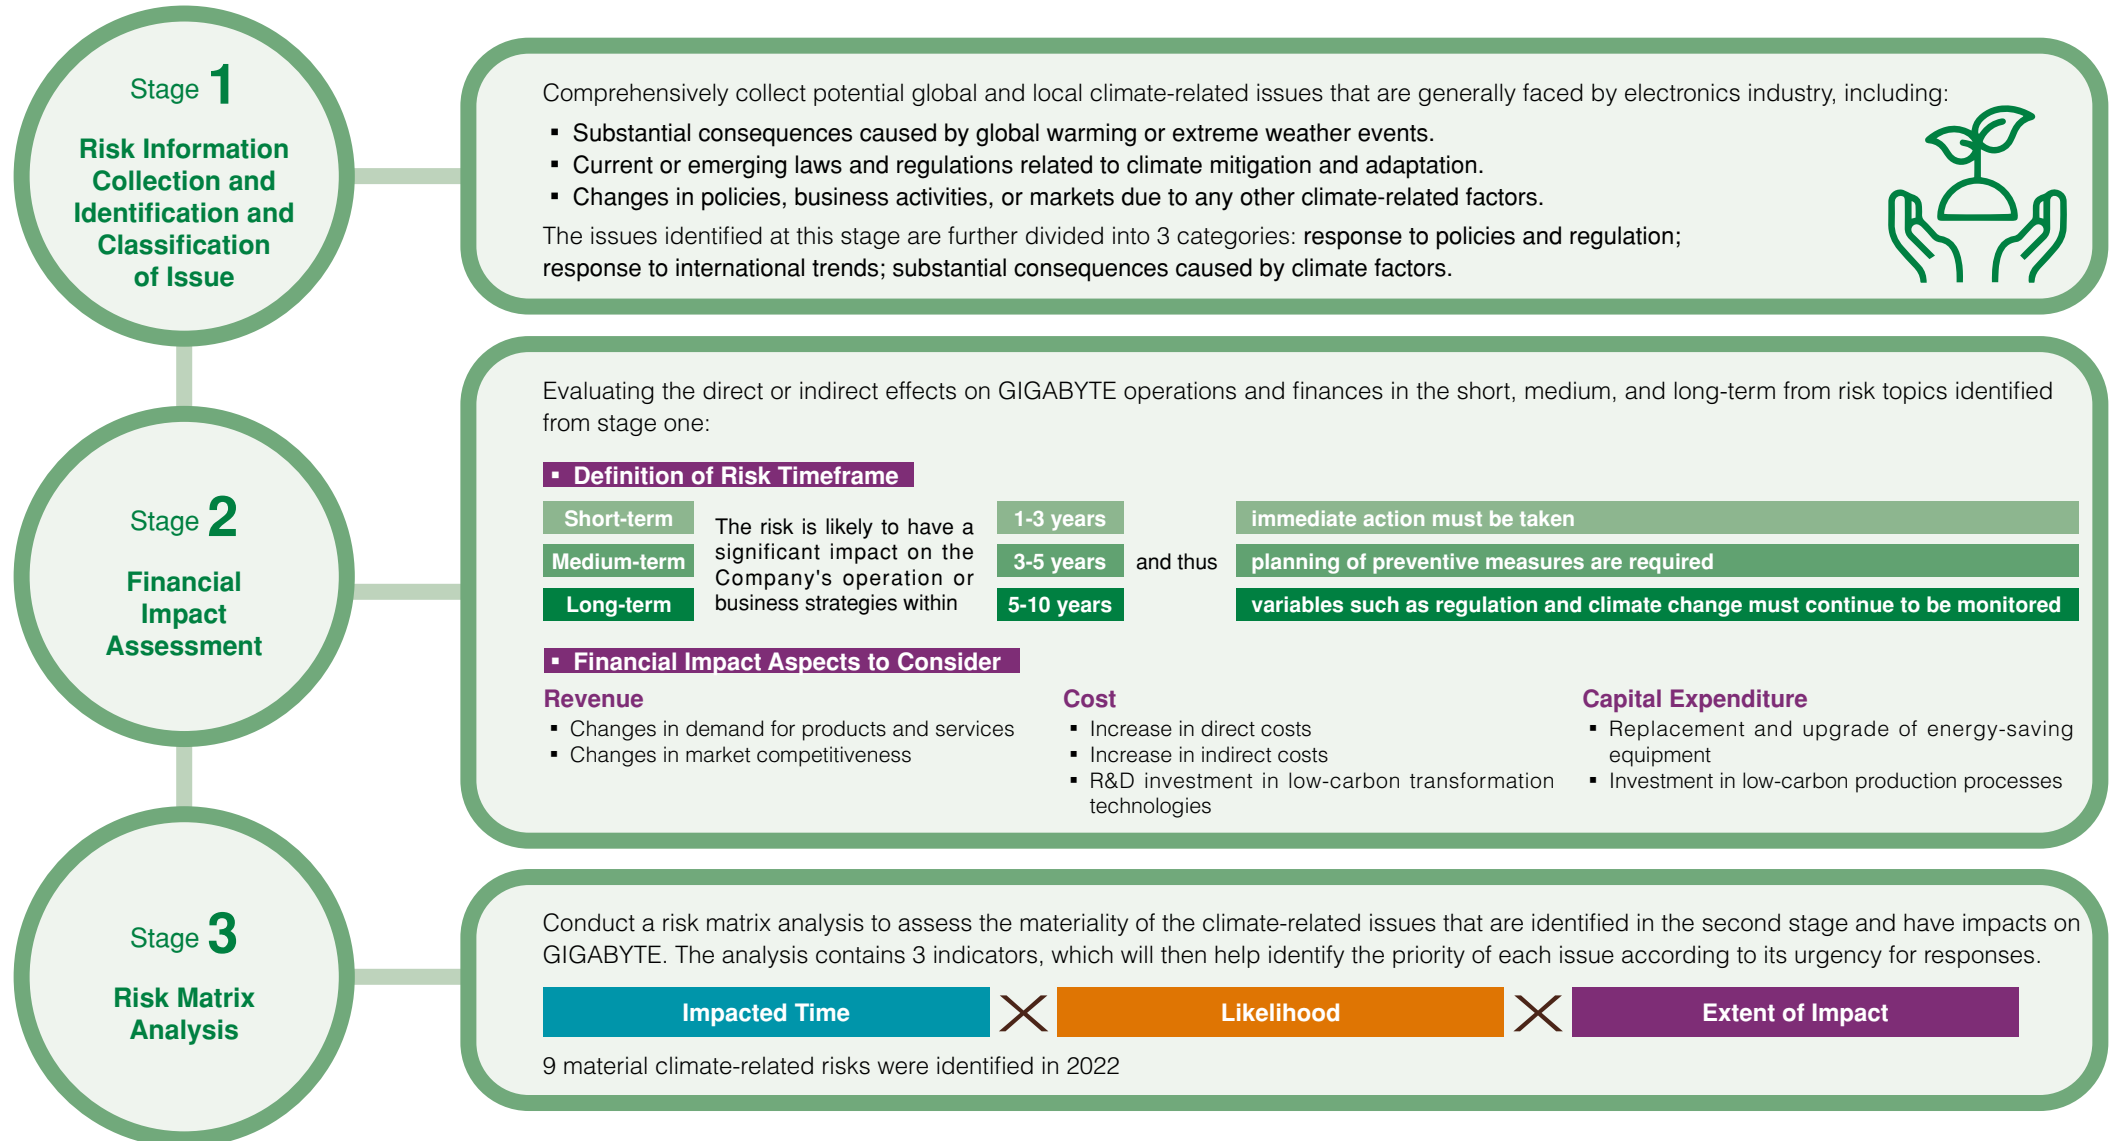 Stage 1
Risk Information
Collection and
Identification and
Classification
of Issue
Comprehensively collect potential global and local climate-related issues that are generally faced by electronics industry, including:
▪ Substantial consequences caused by global warming or extreme weather events.
▪ Current or emerging laws and regulations related to climate mitigation and adaptation.
▪ Changes in policies, business activities, or markets due to any other climate-related factors.
The issues identified at this stage are further divided into 3 categories: response to policies and regulation;
response to international trends; substantial consequences caused by climate factors.
Stage 2
Financial
Impact
Assessment
Evaluating the direct or indirect effects on GIGABYTE operations and finances in the short, medium, and long-term from risk topics identified
from stage one:
▪ Definition of Risk Timeframe
Short-term
Medium-term
Long-term
The risk is likely to have a
significant impact on the
Company's operation or
business strategies within
1-3 years
3-5 years
5-10 years
and thus
immediate action must be taken
planning of preventive measures are required
variables such as regulation and climate change must continue to be monitored
▪ Financial Impact Aspects to Consider
Revenue
▪ Changes in demand for products and services
▪ Changes in market competitiveness
Cost
▪ Increase in direct costs
▪ Increase in indirect costs
▪ R&D investment in low-carbon transformation
technologies
Capital Expenditure
▪ Replacement and upgrade of energy-saving
equipment
▪ Investment in low-carbon production processes
Stage 3
Risk Matrix
Analysis
Conduct a risk matrix analysis to assess the materiality of the climate-related issues that are identified in the second stage and have impacts on
GIGABYTE. The analysis contains 3 indicators, which will then help identify the priority of each issue according to its urgency for responses.
Impacted Time
Likelihood
Extent of Impact
9 material climate-related risks were identified in 2022